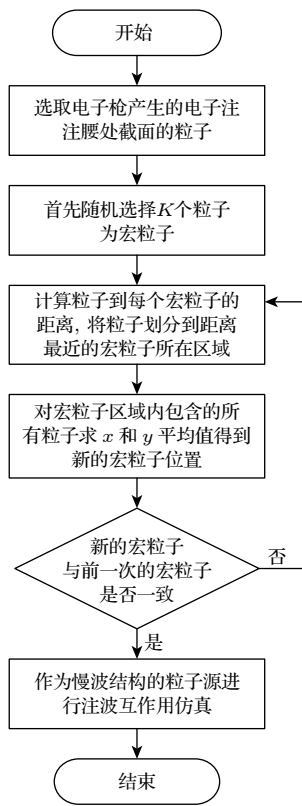 开始
选取电子枪产生的电子注
注腰处截面的粒子
首先随机选择K个粒子
为宏粒子
计算粒子到每个宏粒子的
距离, 将粒子划分到距离
最近的宏粒子所在区域
对宏粒子区域内包含的所
有粒子求 x 和 y 平均值得到
新的宏粒子位置
新的宏粒子
与前一次的宏粒子
是否一致
否
是
作为慢波结构的粒子源进
行注波互作用仿真
结束